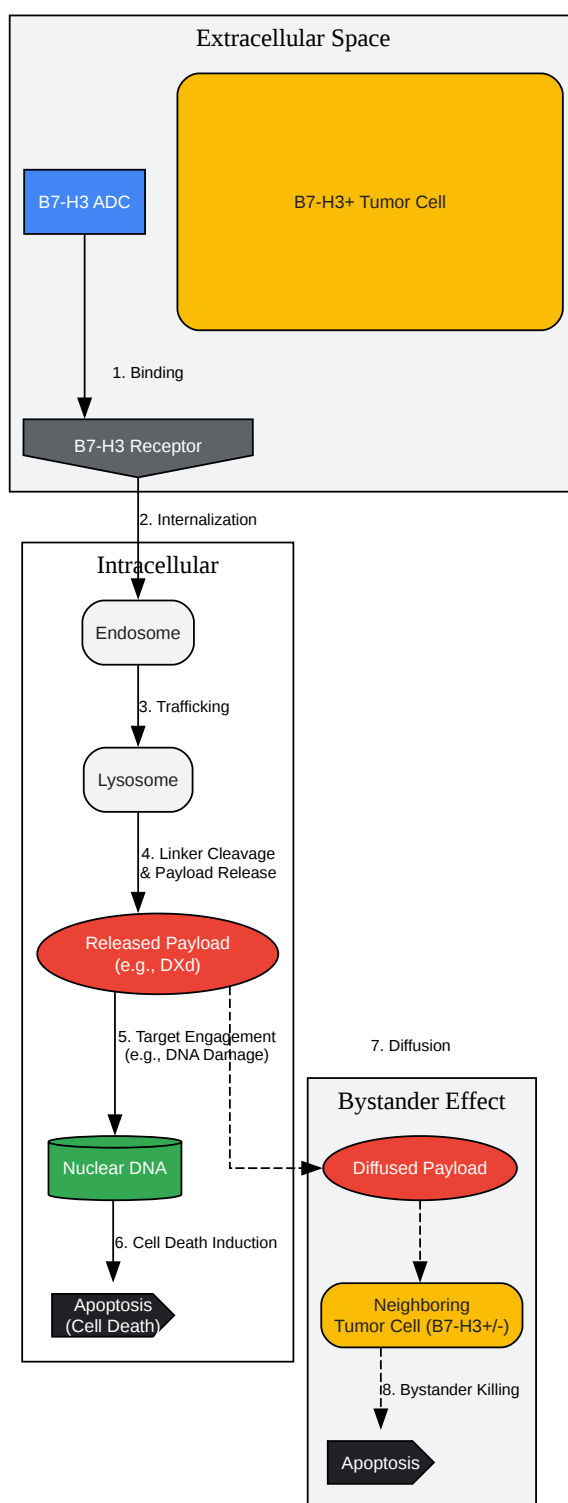 Extracellular Space
B7-H3 ADC
B7-H3+ Tumor Cell
1. Binding
B7-H3 Receptor
2. Internalization
Intracellular
Endosome
3. Trafficking
Lysosome
4. Linker Cleavage
& Payload Release
Released Payload
(e.g., DXd)
5. Target Engagement
(e.g., DNA Damage)
7. Diffusion
Bystander Effect
Nuclear DNA
Diffused Payload
6. Cell Death Induction
Apoptosis
(Cell Death)
Neighboring
Tumor Cell (B7-H3+/-)
8. Bystander Killing
Apoptosis